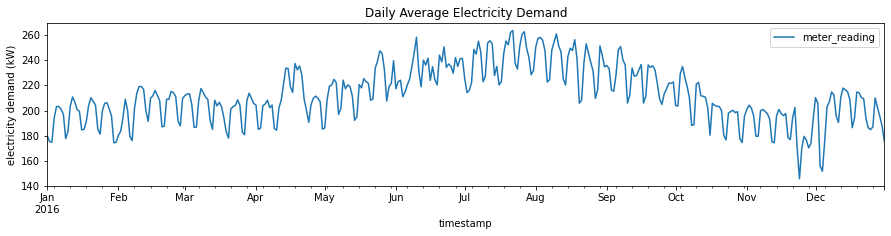 Daily Average Electricity Demand
electricity demand (kW)
260
240
220
200
180
160
140
meter_reading
Jan Feb Mar Apr May Jun Jul Aug Sep Oct Nov Dec
2016
timestamp